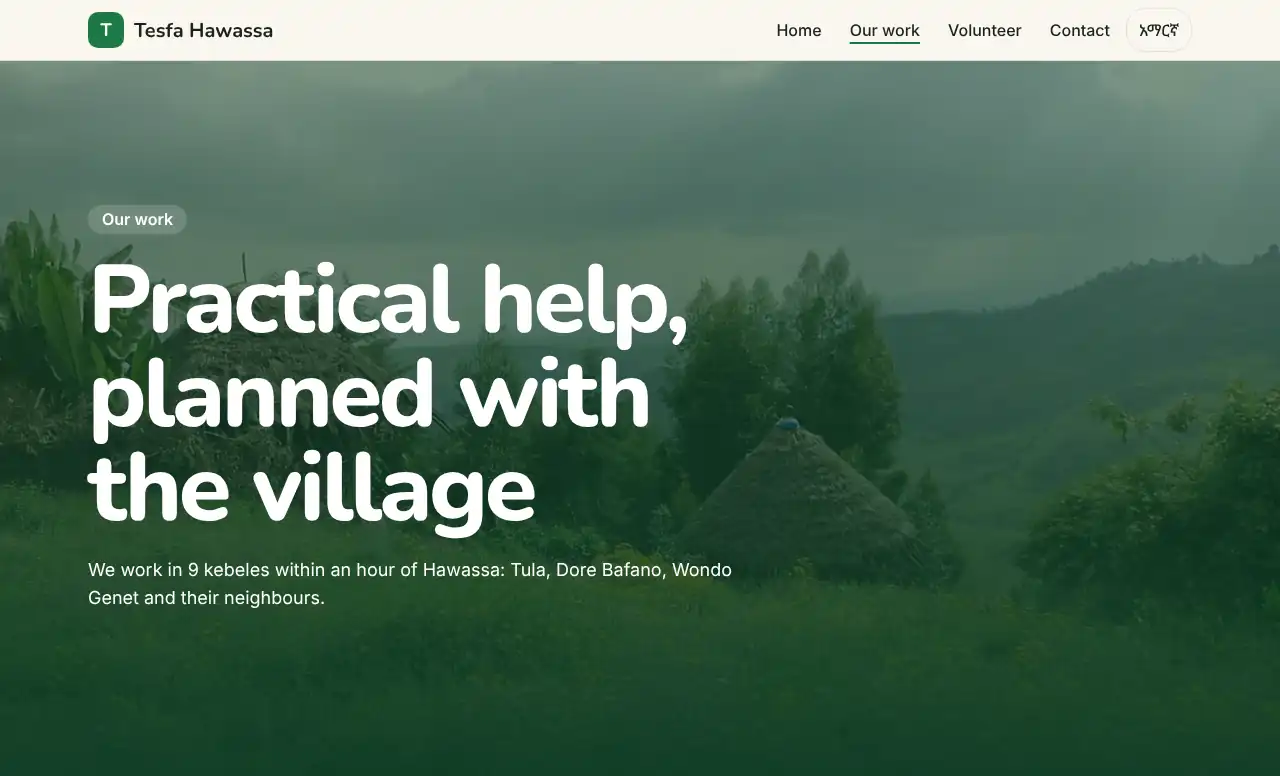 T
Tesfa Hawassa
Home
Our work
Volunteer
Contact
አማርኛ
Our work
Practical help,
planned with
the village
We work in 9 kebeles within an hour of Hawassa: Tula, Dore Bafano, Wondo
Genet and their neighbours.